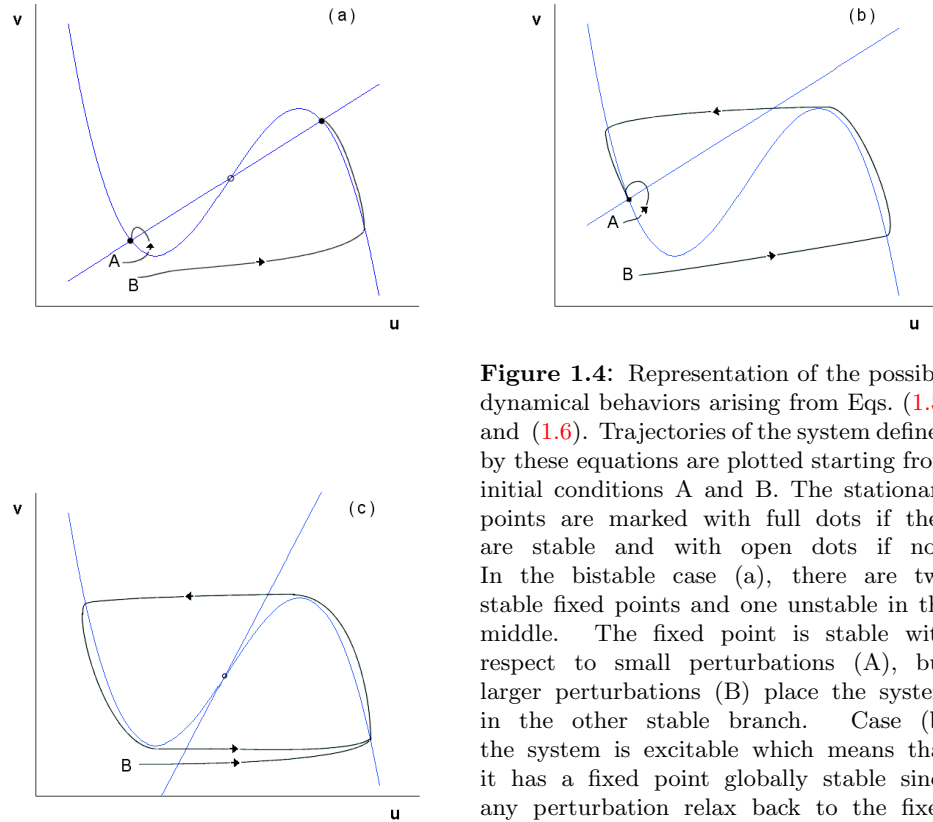 v
(a)
A
B
u
v
(b)
A
B
u
Figure 1.4: Representation of the possib
dynamical behaviors arising from Eqs. (1.5
and (1.6). Trajectories of the system define
by these equations are plotted starting fro
initial conditions A and B. The stationar
points are marked with full dots if the
are stable and with open dots if no
In the bistable case (a), there are tw
stable fixed points and one unstable in th
middle. The fixed point is stable wit
respect to small perturbations (A), bu
larger perturbations (B) place the system
in the other stable branch. Case (b
the system is excitable which means tha
it has a fixed point globally stable sinc
any perturbation relax back to the fixe
v
(c)
B
u